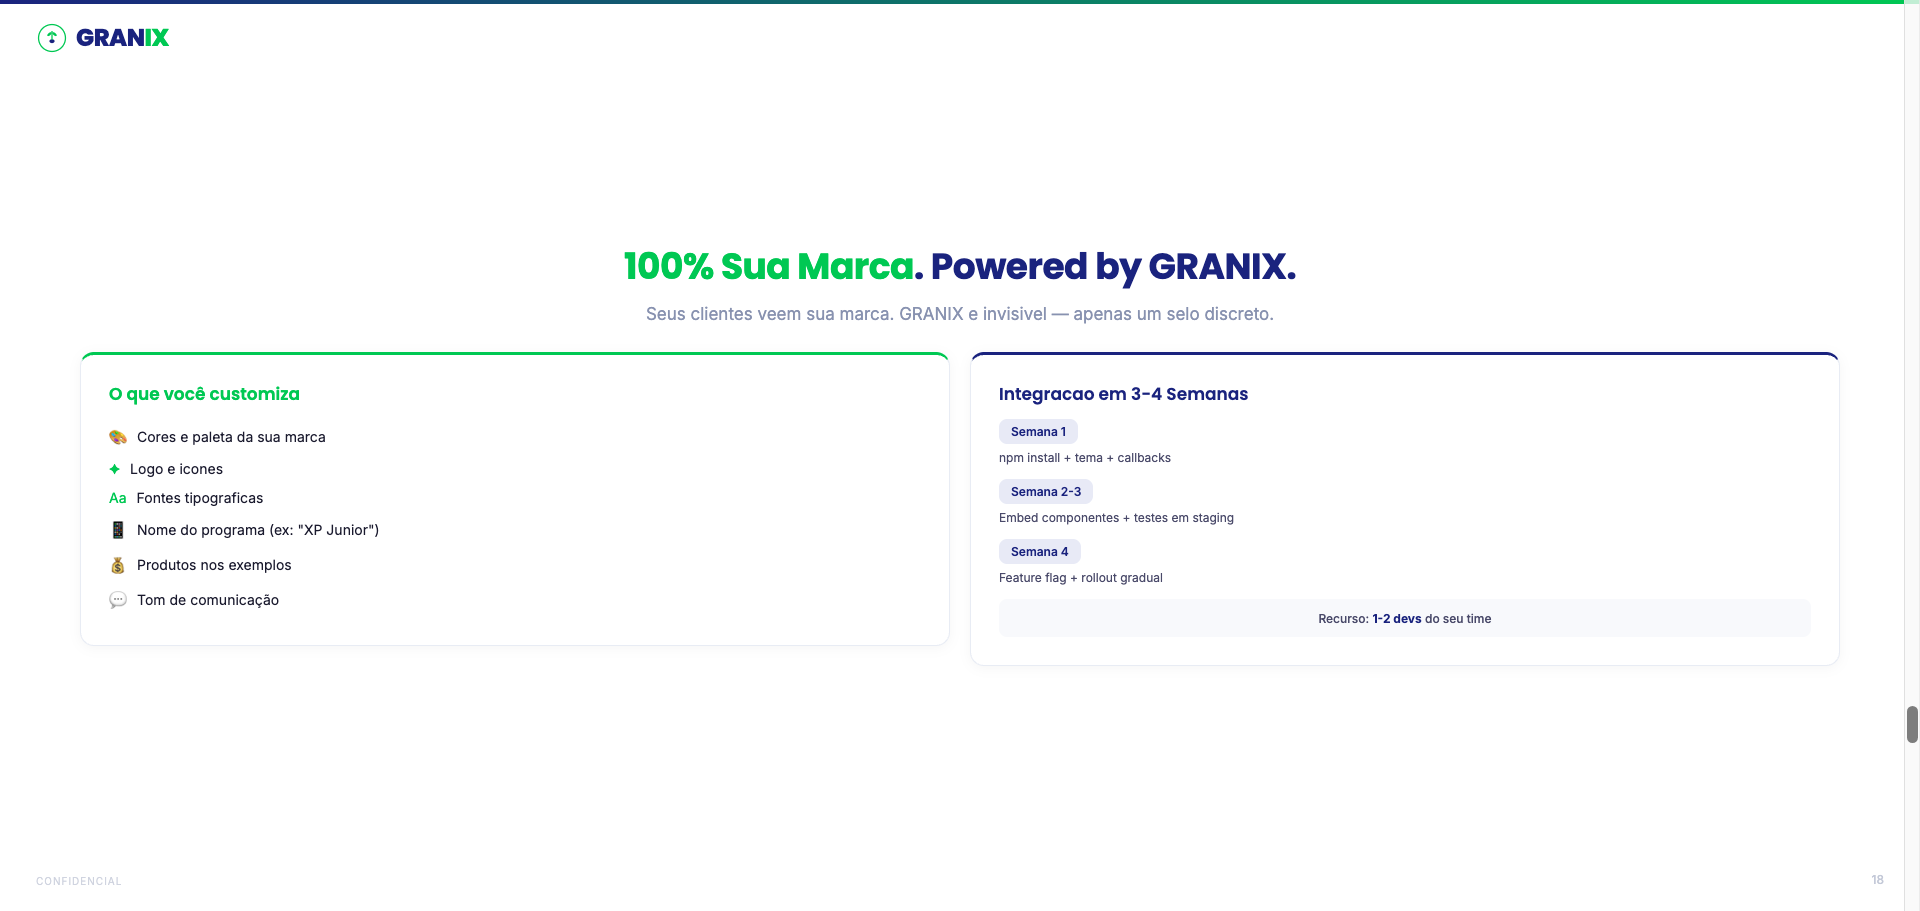 GRANIX
100% Sua Marca. Powered by GRANIX.
Seus clientes veem sua marca. GRANIX e invisivel — apenas um selo discreto.
O que você customiza
Cores e paleta da sua marca
Logo e icones
Aa Fontes tipograficas
Nome do programa (ex: "XP Junior")
Produtos nos exemplos
Tom de comunicação
Integracao em 3-4 Semanas
Semana 1
npm install + tema + callbacks
Semana 2-3
Embed componentes + testes em staging
Semana 4
Feature flag + rollout gradual
Recurso: 1-2 devs do seu time
CONFIDENCIAL
18